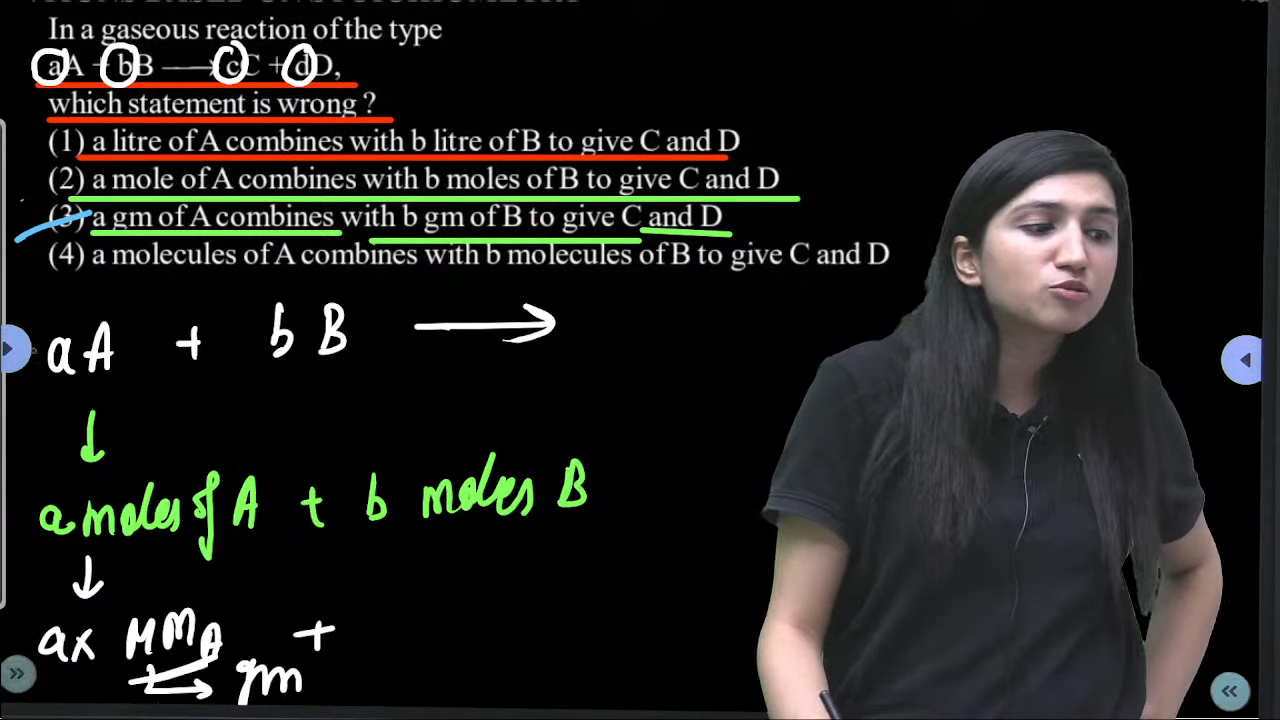 In a gaseous reaction of the type
aA + bB ⟶ cC + dD,
which statement is wrong ?
(1) a litre of A combines with b litre of B to give C and D
(2) a mole of A combines with b moles of B to give C and D
(3) a gm of A combines with b gm of B to give C and D
(4) a molecules of A combines with b molecules of B to give C and D
aA + bB ⟶
↓
a moles of A + b moles B
↓
a× MMA +
gm